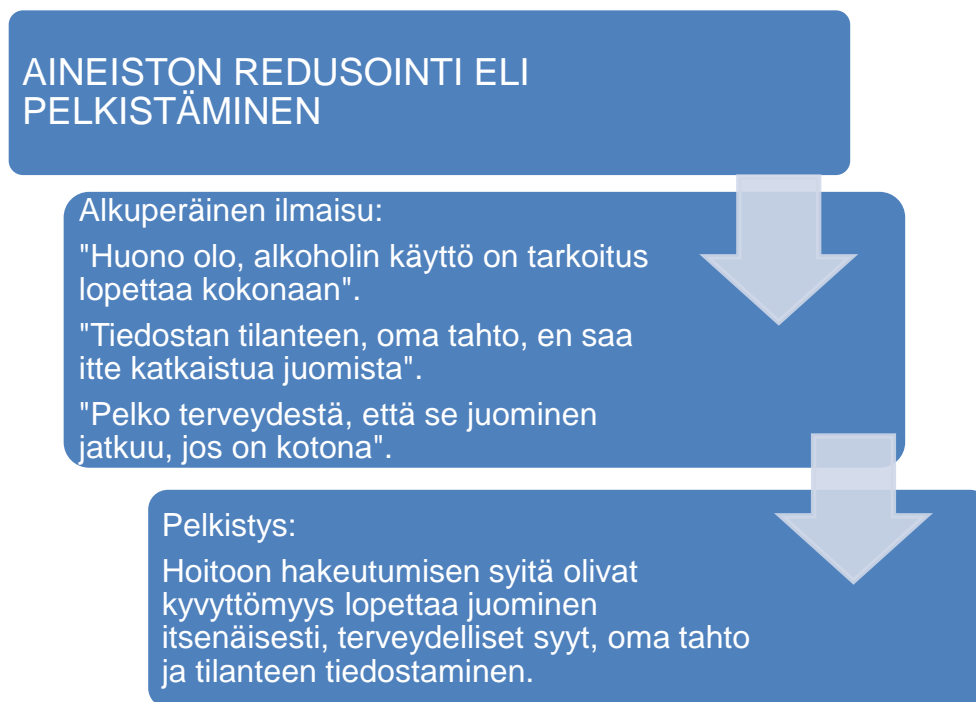 AINEISTON REDUSOINTI ELI
PELKISTÄMINEN
Alkuperäinen ilmaisu:
"Huono olo, alkoholin käyttö on tarkoitus
lopettaa kokonaan".
"Tiedostan tilanteen, oma tahto, en saa
itte katkaistua juomista".
"Pelko terveydestä, että se juominen
jatkuu, jos on kotona".
Pelkistys:
Hoitoon hakeutumisen syitä olivat
kyvyttömyys lopettaa juominen
itsenäisesti, terveydelliset syyt, oma tahto
ja tilanteen tiedostaminen.